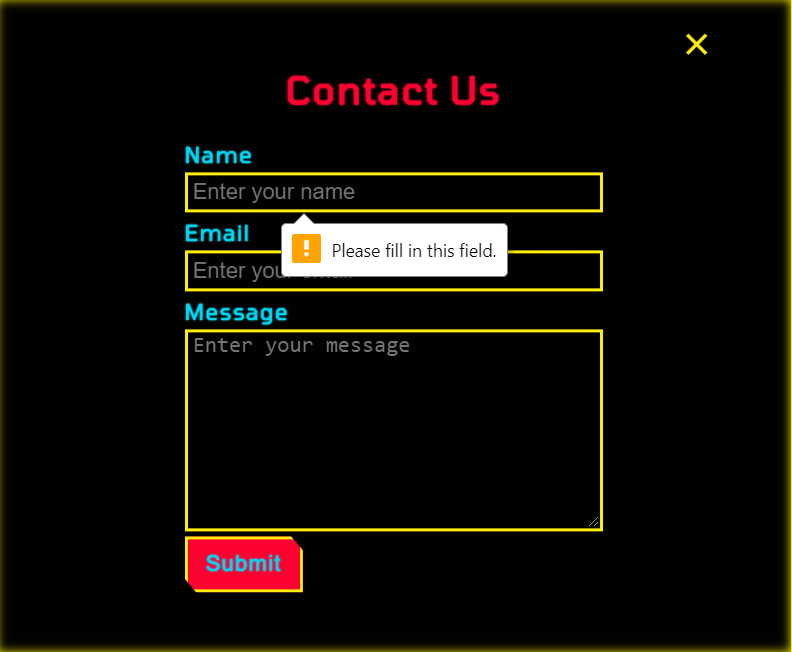 Contact Us
Name
Enter your name
Email
Please fill in this field.
Enter your email
Message
Enter your message
Submit